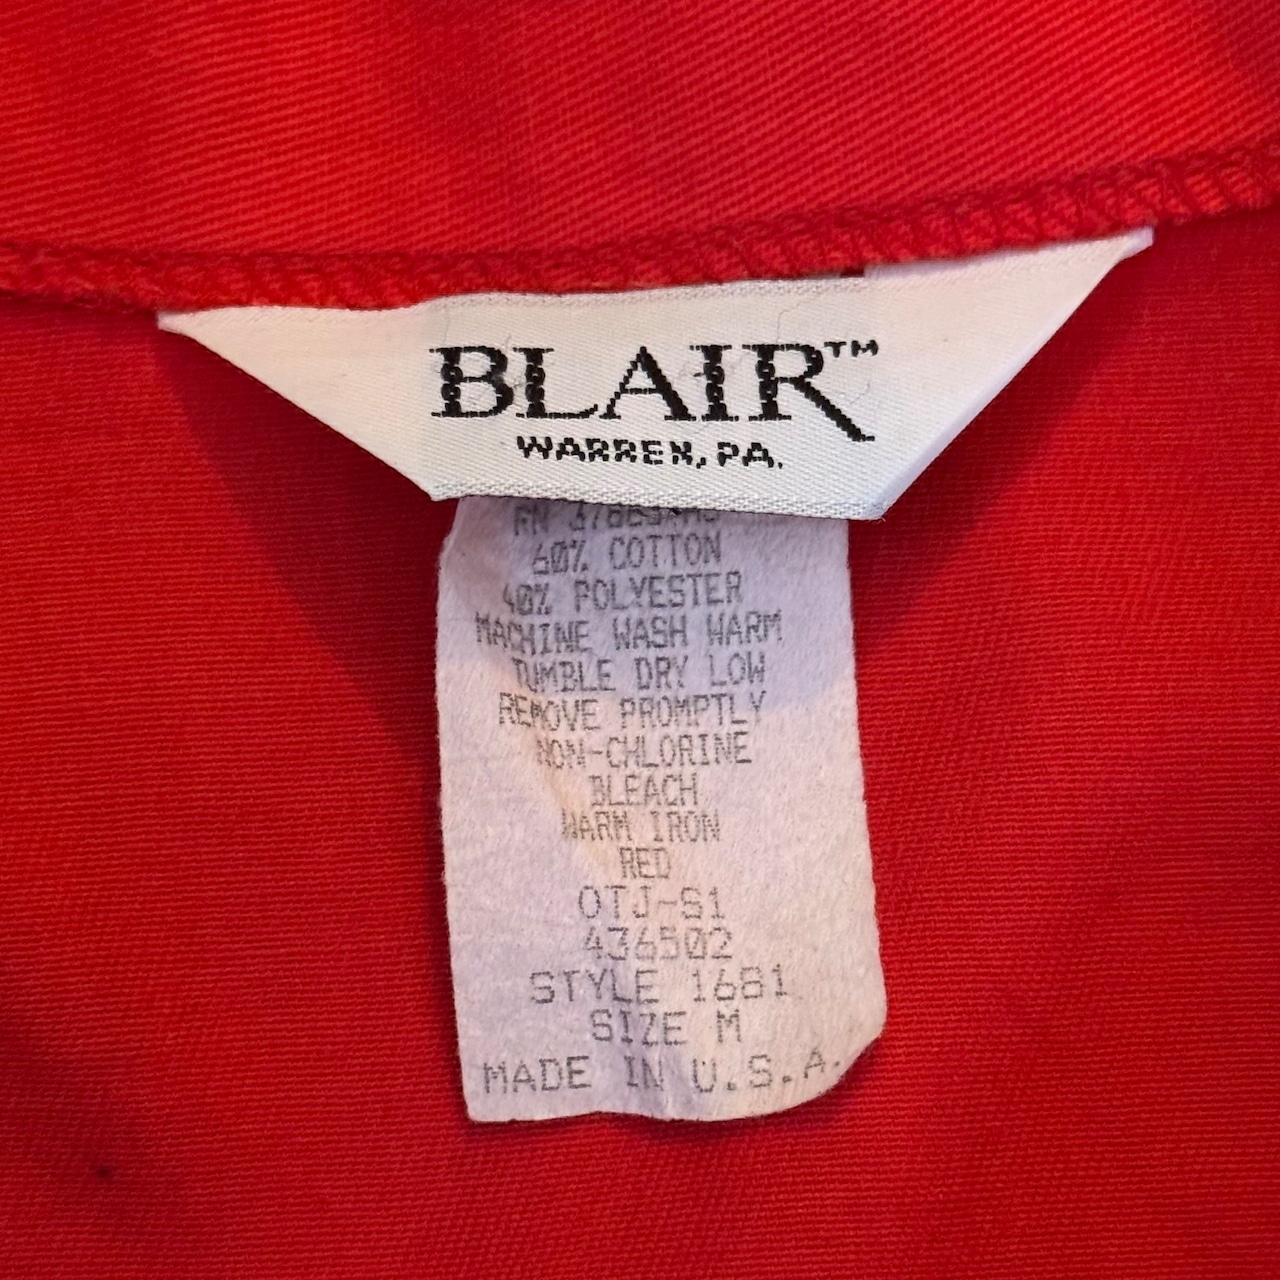 BLAIR™
WARREN, PA.
RN
60% COTTON
40% POLYESTER
MACHINE WASH WARM
TUMBLE DRY LOW
REMOVE PROMPTLY
NON-CHLORINE
BLEACH
WARM IRON
RED
OTJ-S1
436502
STYLE 1681
SIZE M
MADE IN U.S.A.